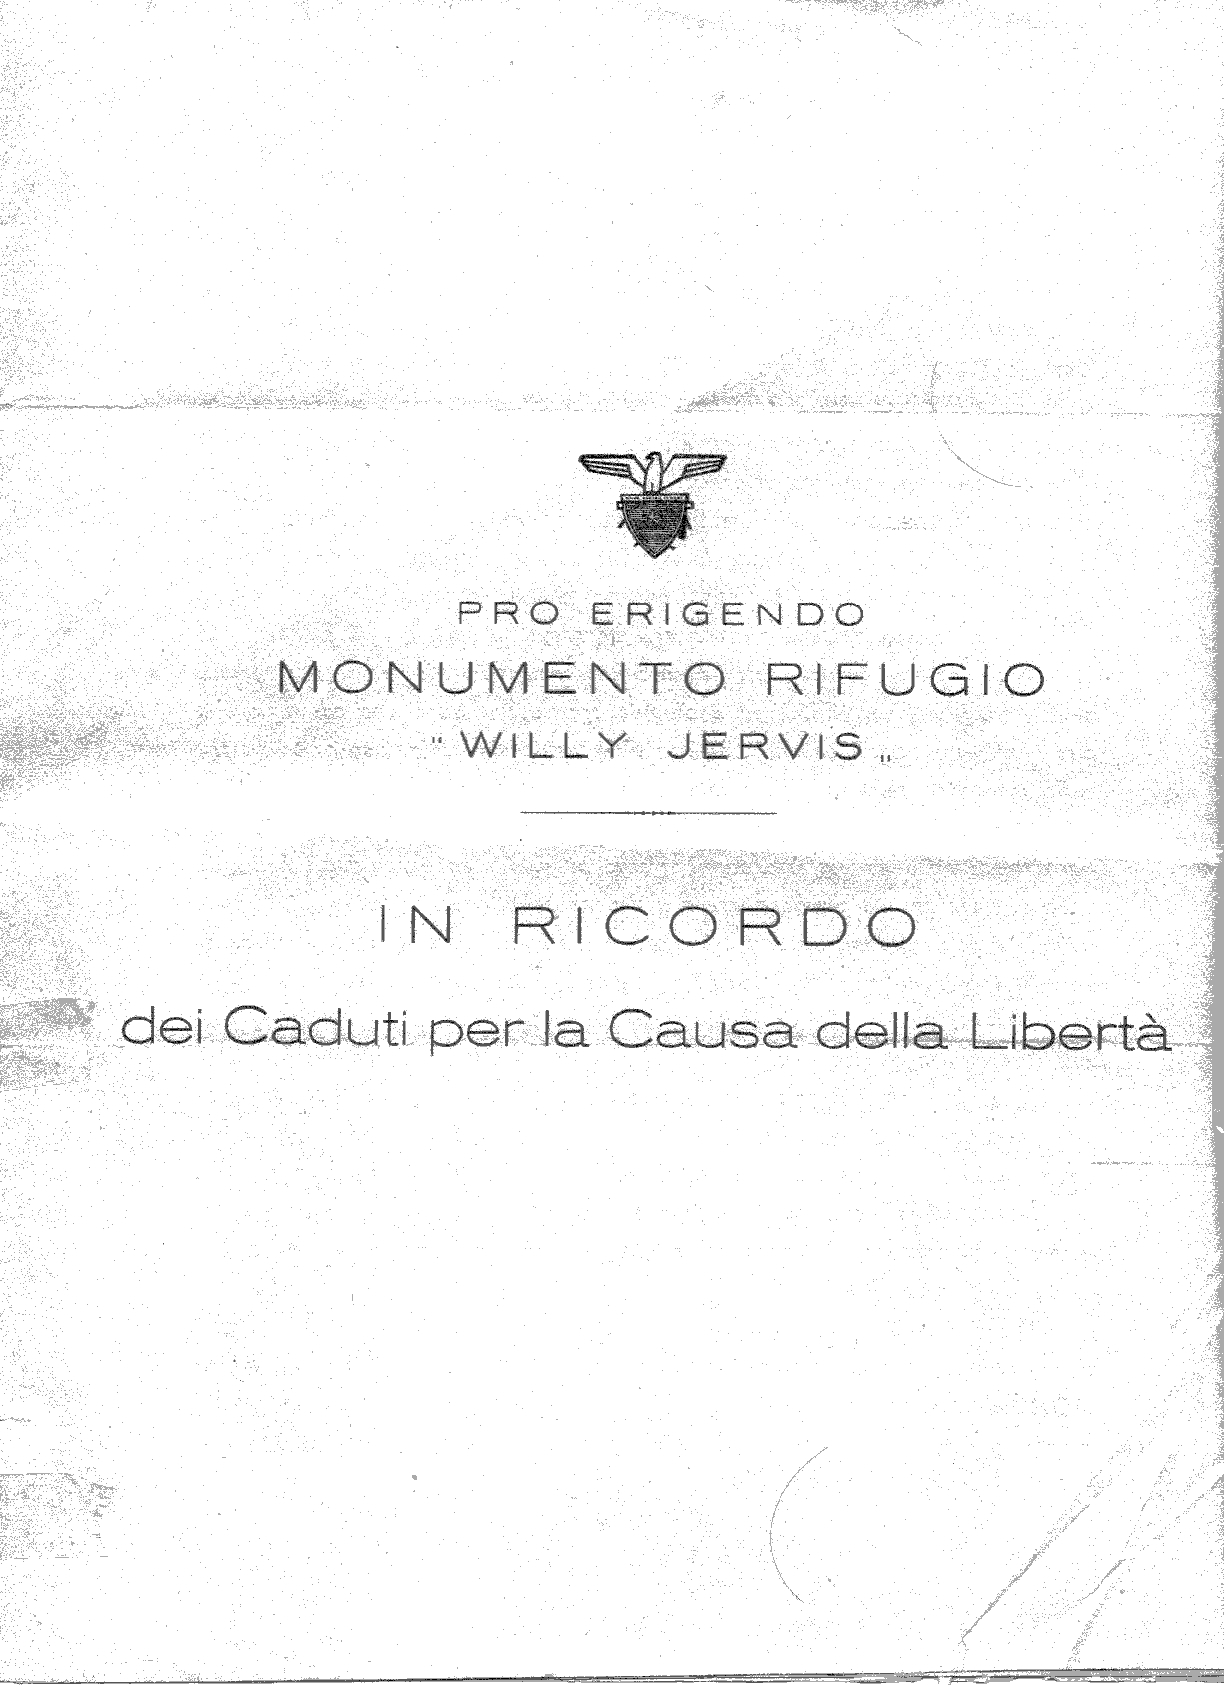 PRO ERIGENDO
MONUMENTO RIFUGIO
"WILLY JERVIS„
IN RICORDO
dei Caduti per la Causa della Libertà